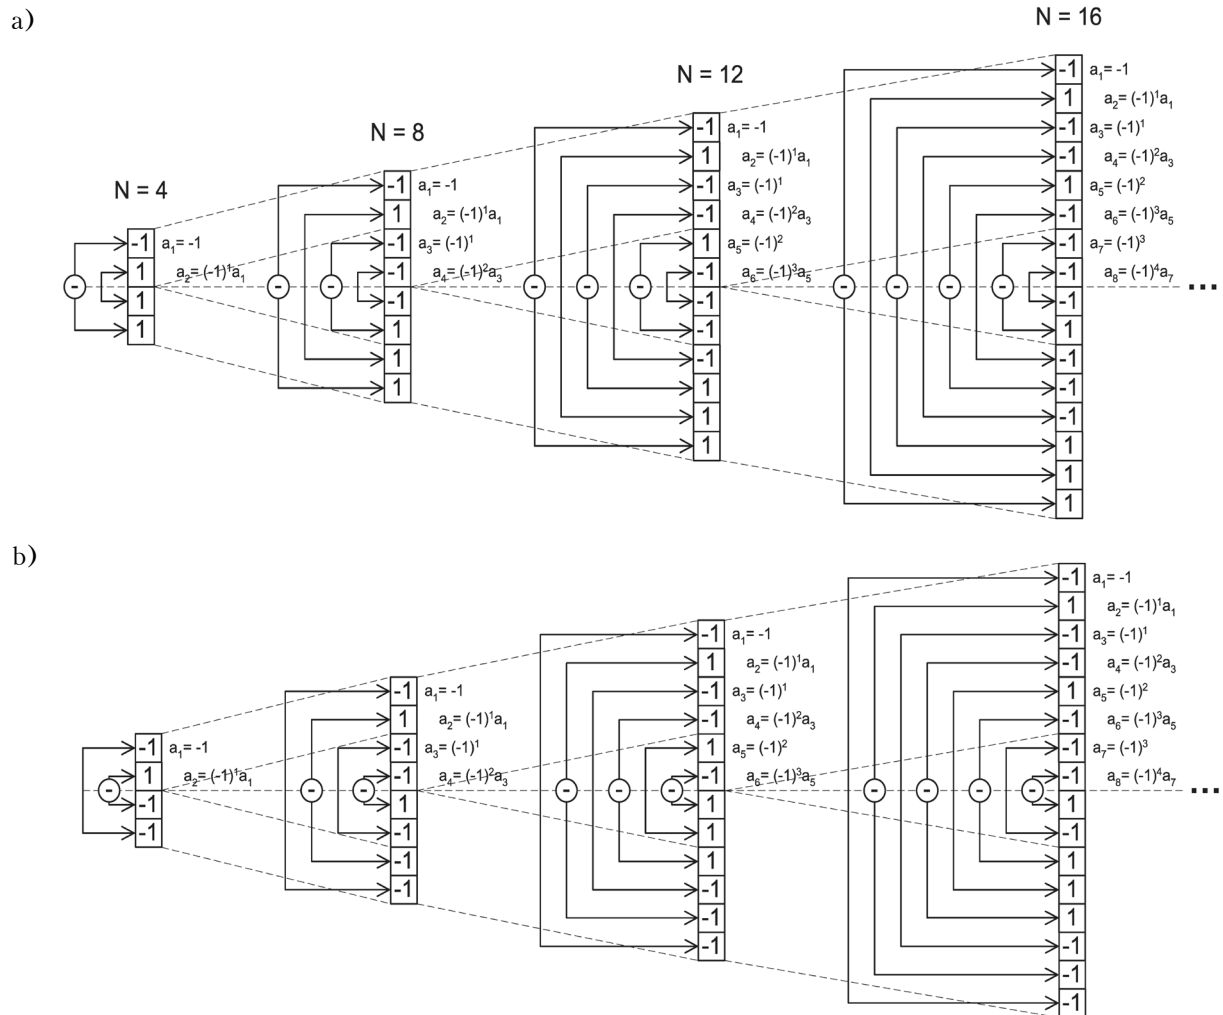 a)
N = 4
-
-1 a₁= -1
1 a₂= (-1)¹a₁
1
1
N = 8
- -
-1 a₁= -1
1 a₂= (-1)¹a₁
-1 a₃= (-1)¹
-1 a₄= (-1)²a₃
-1
1
1
1
N = 12
- - -
-1 a₁= -1
1 a₂= (-1)¹a₁
-1 a₃= (-1)¹
-1 a₄= (-1)²a₃
1 a₅= (-1)²
-1 a₆= (-1)³a₅
-1
-1
-1
1
1
1
N = 16
- - - -
-1 a₁= -1
1 a₂= (-1)¹a₁
-1 a₃= (-1)¹
-1 a₄= (-1)²a₃
1 a₅= (-1)²
-1 a₆= (-1)³a₅
-1 a₇= (-1)³
-1 a₈= (-1)⁴a₇
-1
1
-1
-1
-1
1
1
1
...
b)
-
-1 a₁= -1
1 a₂= (-1)¹a₁
-1
-1
- -
-1 a₁= -1
1 a₂= (-1)¹a₁
-1 a₃= (-1)¹
-1 a₄= (-1)²a₃
1
-1
-1
-1
- - -
-1 a₁= -1
1 a₂= (-1)¹a₁
-1 a₃= (-1)¹
-1 a₄= (-1)²a₃
1 a₅= (-1)²
-1 a₆= (-1)³a₅
1
1
1
-1
-1
-1
- - - -
-1 a₁= -1
1 a₂= (-1)¹a₁
-1 a₃= (-1)¹
-1 a₄= (-1)²a₃
1 a₅= (-1)²
-1 a₆= (-1)³a₅
-1 a₇= (-1)³
-1 a₈= (-1)⁴a₇
1
-1
1
1
1
-1
-1
-1
...